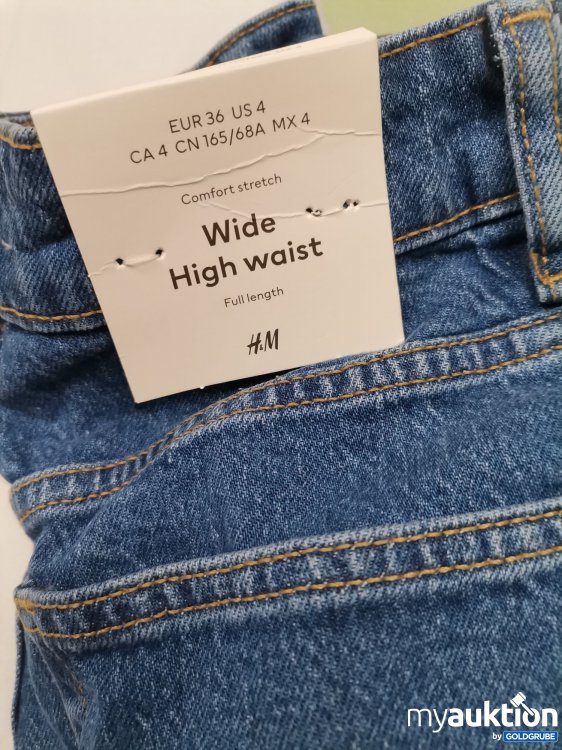 EUR 36 US 4
CA 4 CN 165/68A MX 4
Comfort stretch
Wide
High waist
Full length
H&M
myauktion
by GOLDGRUBE